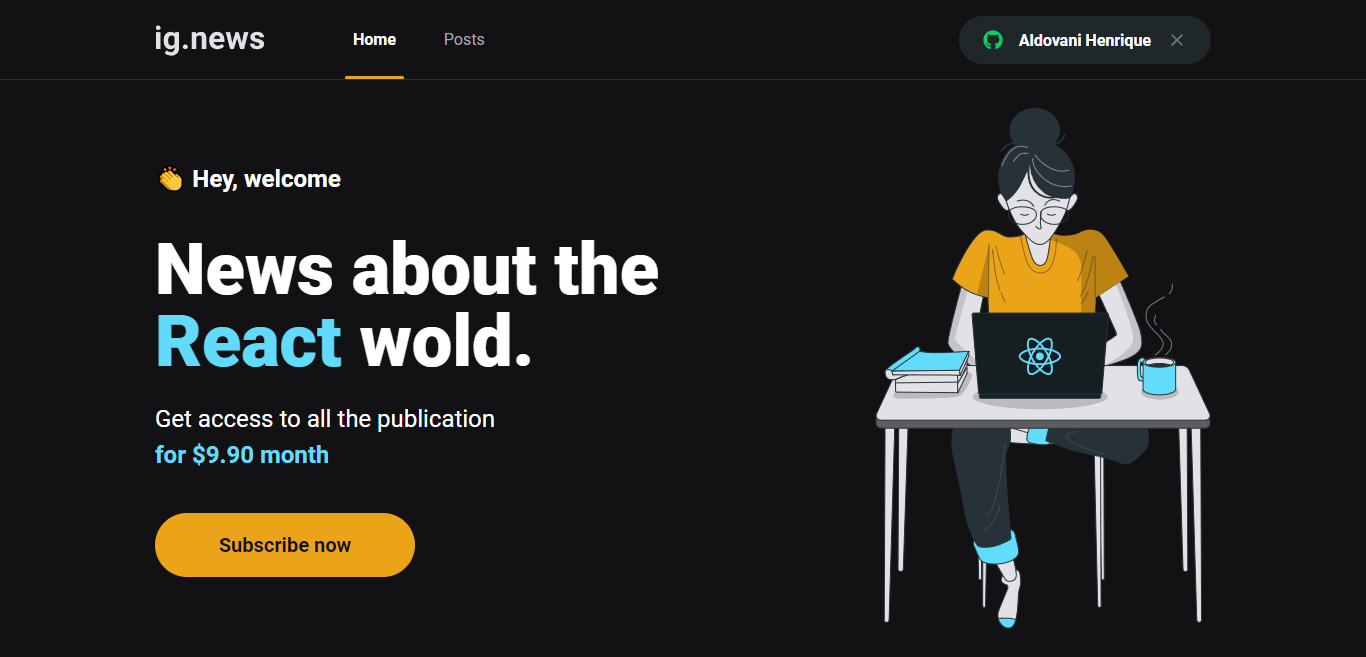 ig.news
Home
Posts
Aldovani Henrique
👏 Hey, welcome
News about the
React wold.
Get access to all the publication
for $9.90 month
Subscribe now